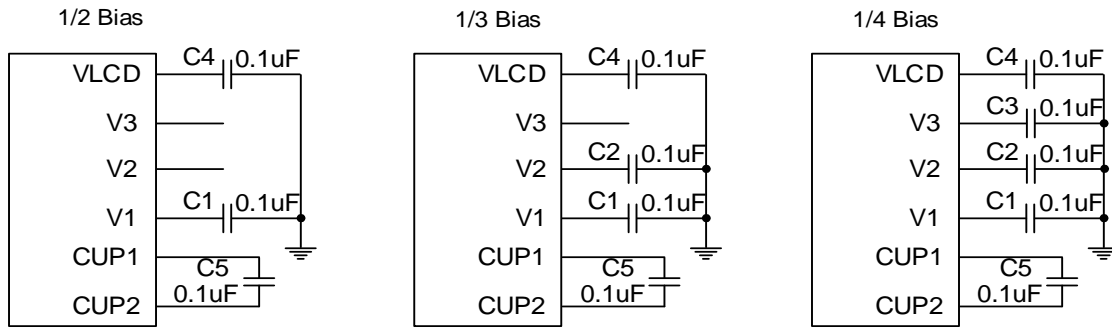 1/2 Bias
VLCD
C4 0.1uF
V3
V2
V1
C1 0.1uF
CUP1
C5
0.1uF
CUP2
1/3 Bias
VLCD
C4 0.1uF
V3
V2
C2 0.1uF
V1
C1 0.1uF
CUP1
C5
0.1uF
CUP2
1/4 Bias
VLCD
C4 0.1uF
V3
C3 0.1uF
V2
C2 0.1uF
V1
C1 0.1uF
CUP1
C5
0.1uF
CUP2